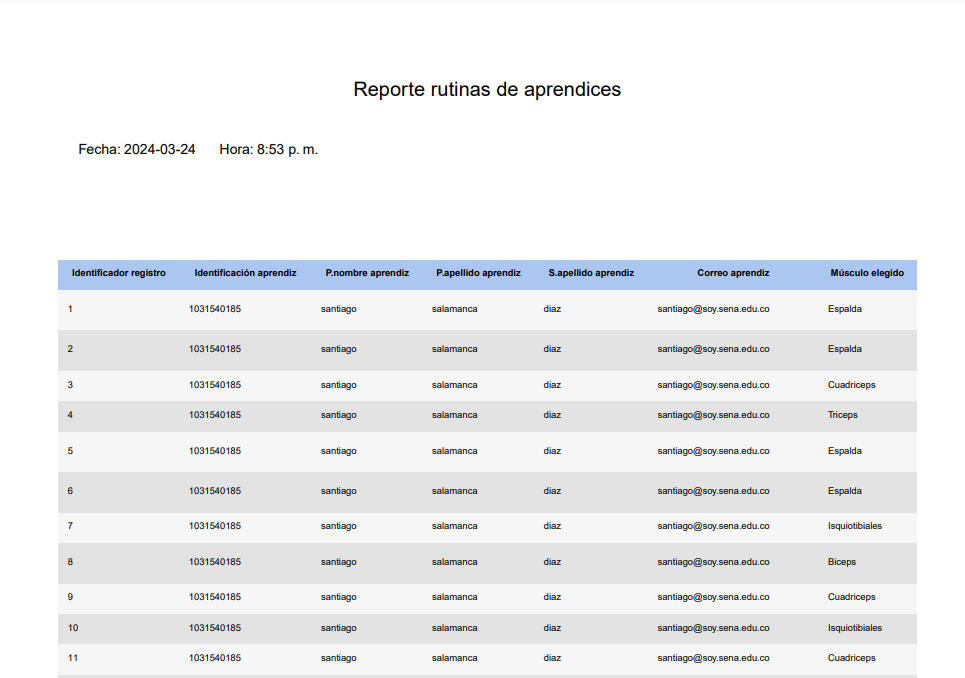 Reporte rutinas de aprendices
Fecha: 2024-03-24 Hora: 8:53 p. m.
Identificador registro Identificación aprendiz P.nombre aprendiz P.apellido aprendiz S.apellido aprendiz Correo aprendiz Músculo elegido
1 1031540185 santiago salamanca diaz santiago@soy.sena.edu.co Espalda
2 1031540185 santiago salamanca diaz santiago@soy.sena.edu.co Espalda
3 1031540185 santiago salamanca diaz santiago@soy.sena.edu.co Cuadriceps
4 1031540185 santiago salamanca diaz santiago@soy.sena.edu.co Triceps
5 1031540185 santiago salamanca diaz santiago@soy.sena.edu.co Espalda
6 1031540185 santiago salamanca diaz santiago@soy.sena.edu.co Espalda
7 1031540185 santiago salamanca diaz santiago@soy.sena.edu.co Isquiotibiales
8 1031540185 santiago salamanca diaz santiago@soy.sena.edu.co Biceps
9 1031540185 santiago salamanca diaz santiago@soy.sena.edu.co Cuadriceps
10 1031540185 santiago salamanca diaz santiago@soy.sena.edu.co Isquiotibiales
11 1031540185 santiago salamanca diaz santiago@soy.sena.edu.co Cuadriceps